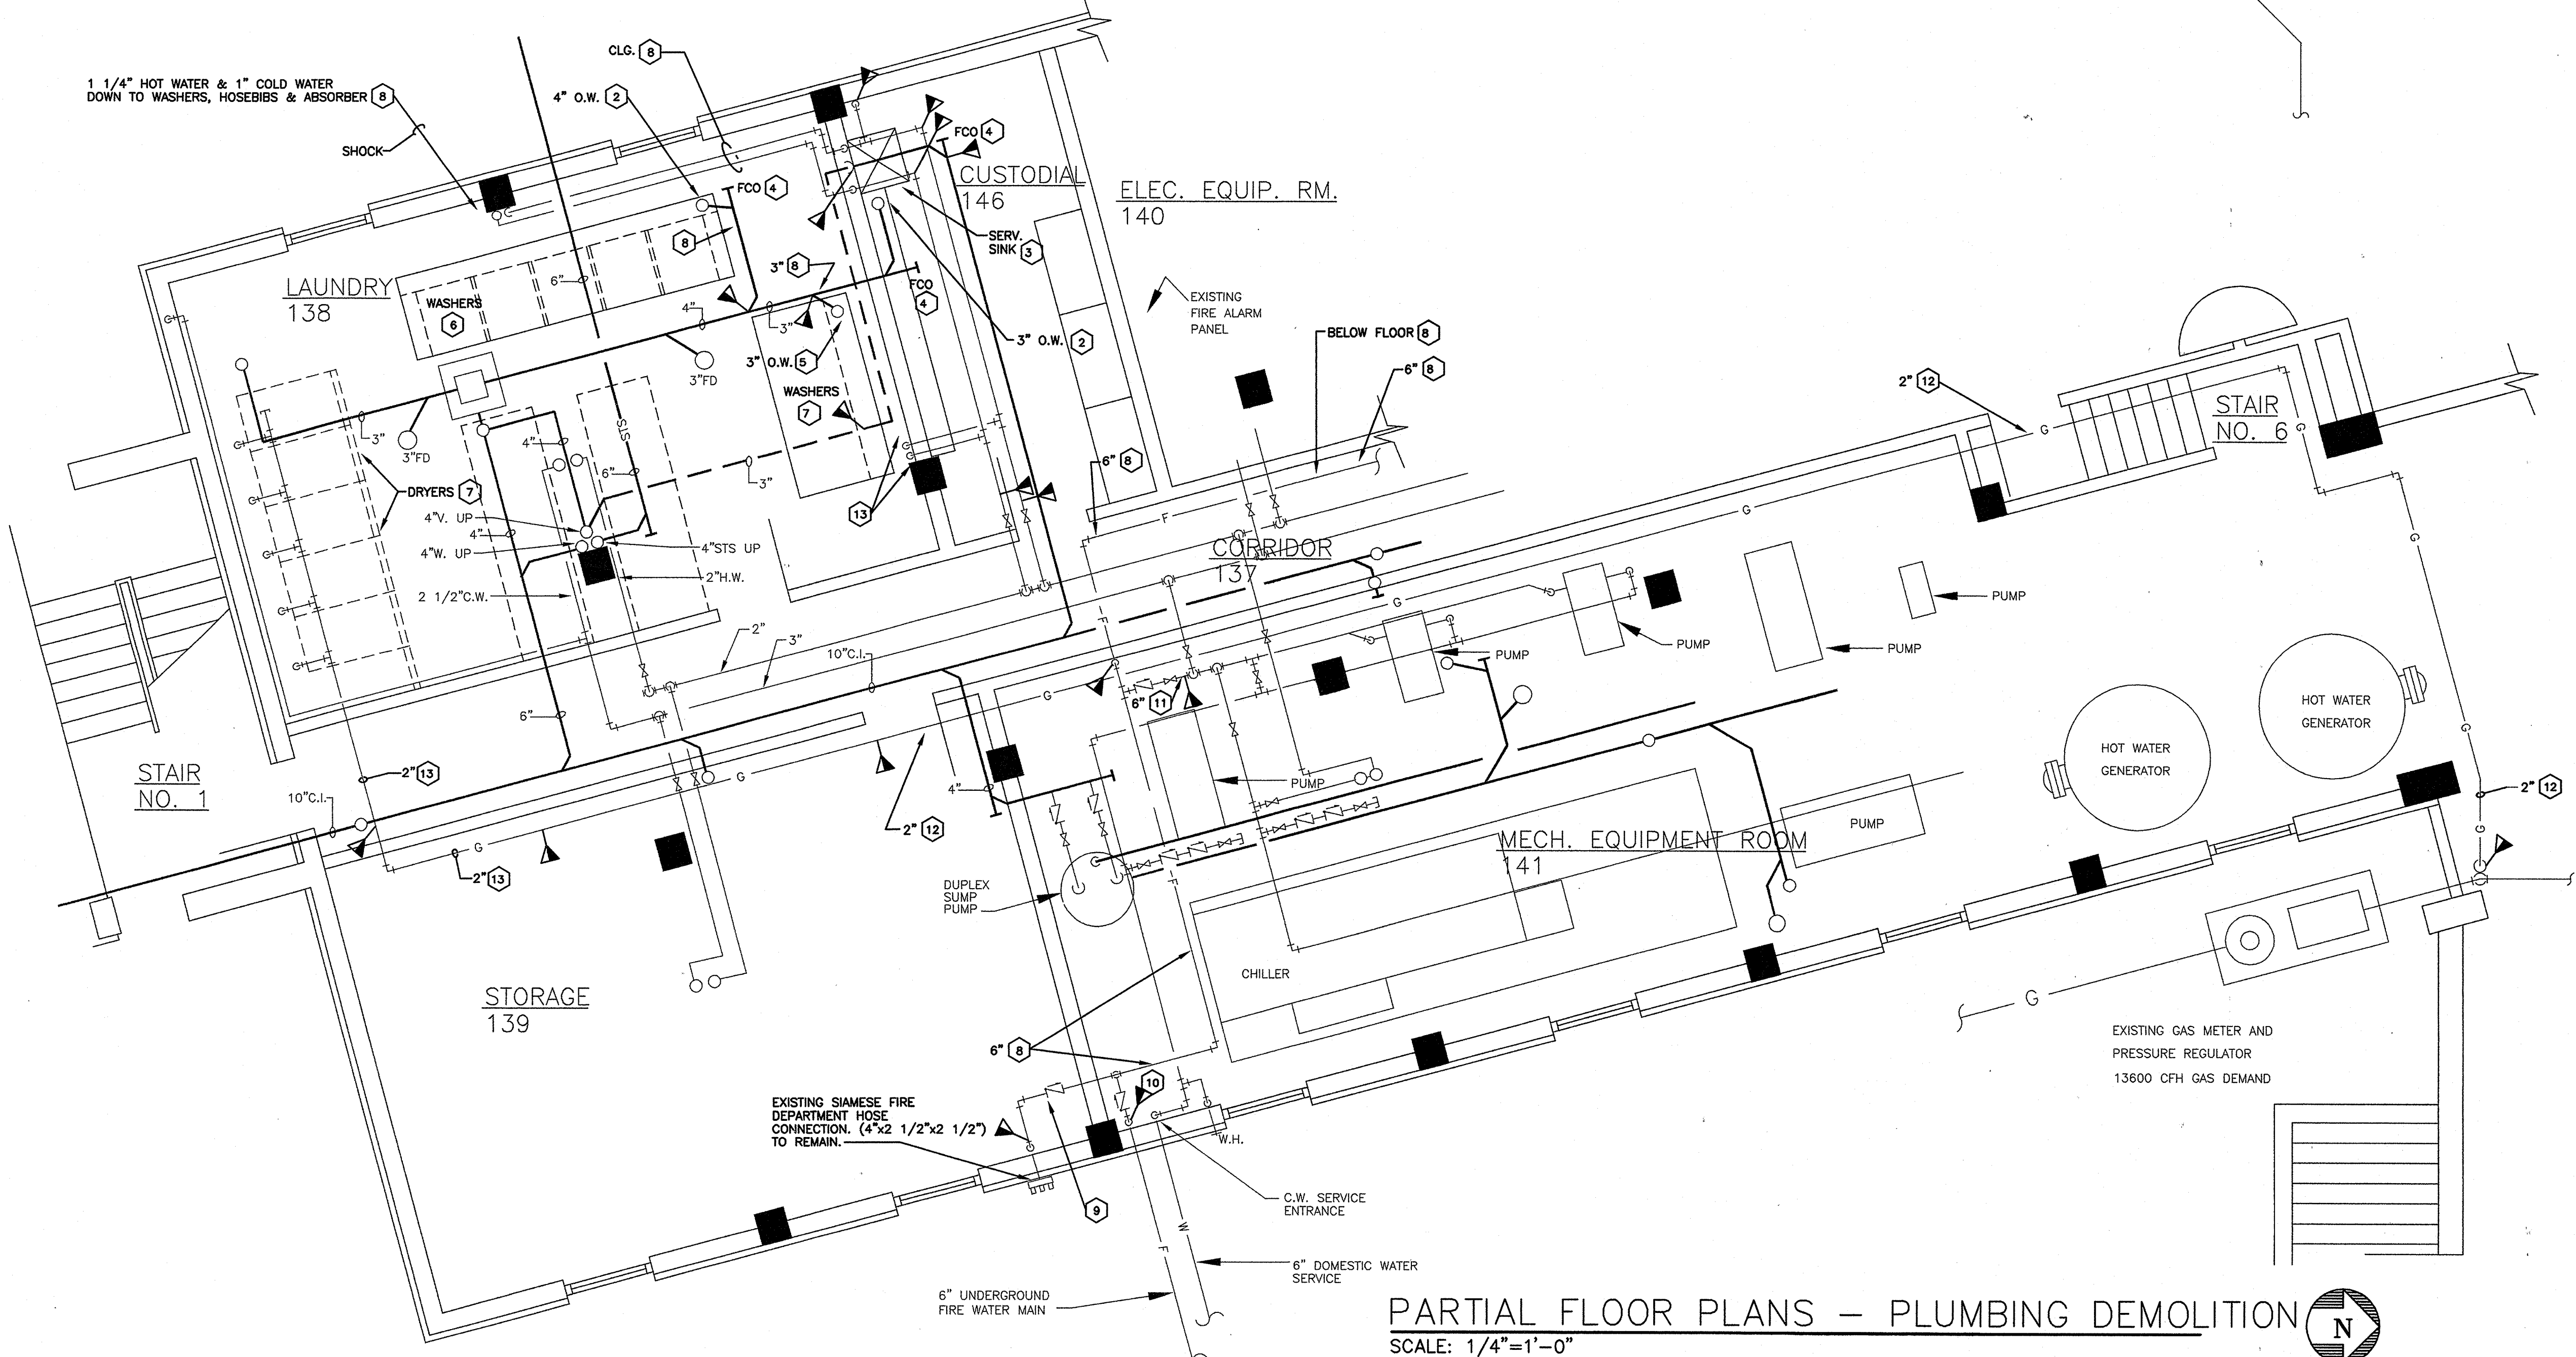 CLG. 8
1 1/4" HOT WATER & 1" COLD WATER
DOWN TO WASHERS, HOSEBIBS & ABSORBER 8
4" O.W. 2
SHOCK
FCO 4
FCO 4
CUSTODIAL
146
ELEC. EQUIP. RM.
140
8
SERV.
SINK 3
3" 8
LAUNDRY
138
6"
FCO
4
EXISTING
FIRE ALARM
PANEL
WASHERS
6
4"
3"
BELOW FLOOR 8
3" O.W. 2
3" O.W. 5
6" 8
3"FD
2" 12
WASHERS
7
STAIR
NO. 6
G
G
3"
3"FD
4"
STS
6"
3"
6" 8
DRYERS 7
13
4"V. UP
4"
4"W. UP
4"STS UP
F
G
G
CORRIDOR
137
2"H.W.
2 1/2"C.W.
G
PUMP
F
2"
3"
PUMP
PUMP
PUMP
10"C.I.
G
6" 11
6"
HOT WATER
GENERATOR
HOT WATER
GENERATOR
G
STAIR
NO. 1
2" 13
G
PUMP
4"
10"C.I.
2" 12
2" 12
G
G
2" 13
PUMP
MECH. EQUIPMENT ROOM
141
DUPLEX
SUMP
PUMP
F
CHILLER
STORAGE
139
G
EXISTING GAS METER AND
PRESSURE REGULATOR
13600 CFH GAS DEMAND
6" 8
10
EXISTING SIAMESE FIRE
DEPARTMENT HOSE
CONNECTION. (4"x2 1/2"x2 1/2")
TO REMAIN.
W.H.
9
C.W. SERVICE
ENTRANCE
W
F
6" DOMESTIC WATER
SERVICE
6" UNDERGROUND
FIRE WATER MAIN
PARTIAL FLOOR PLANS – PLUMBING DEMOLITION
N
SCALE: 1/4"=1'-0"